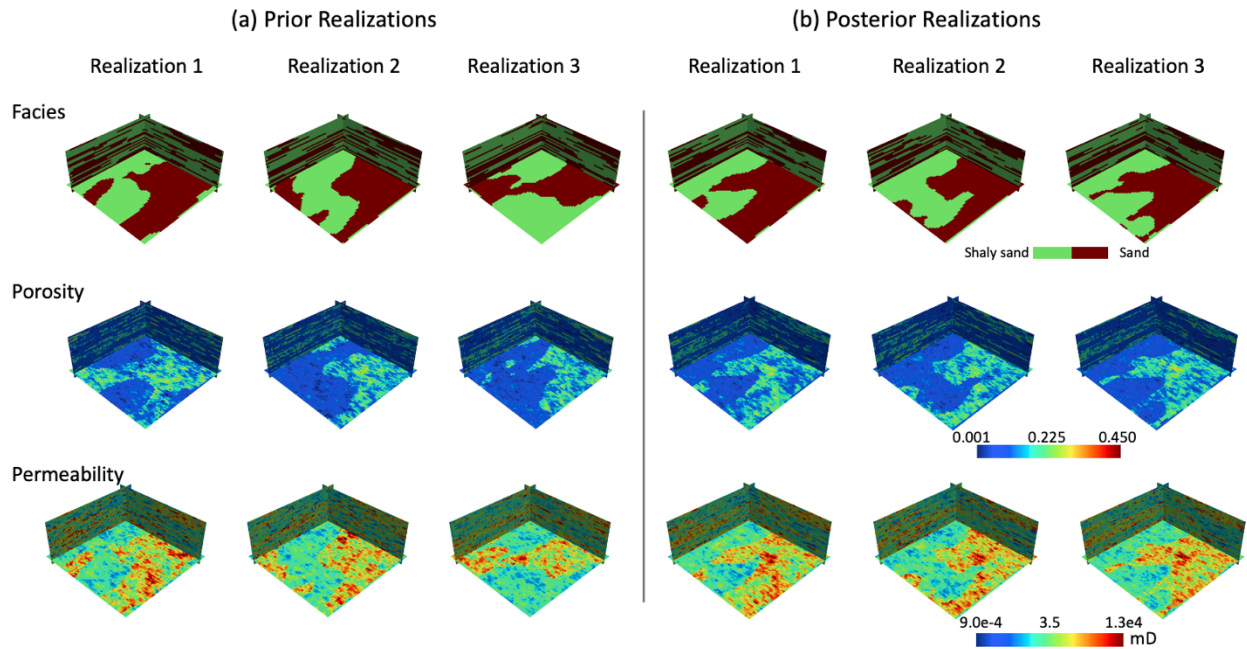 (a) Prior Realizations
(b) Posterior Realizations
Realization 1 Realization 2 Realization 3
Realization 1 Realization 2 Realization 3
Facies
Shaly sand Sand
Porosity
0.001 0.225 0.450
Permeability
9.0e-4 3.5 1.3e4
mD